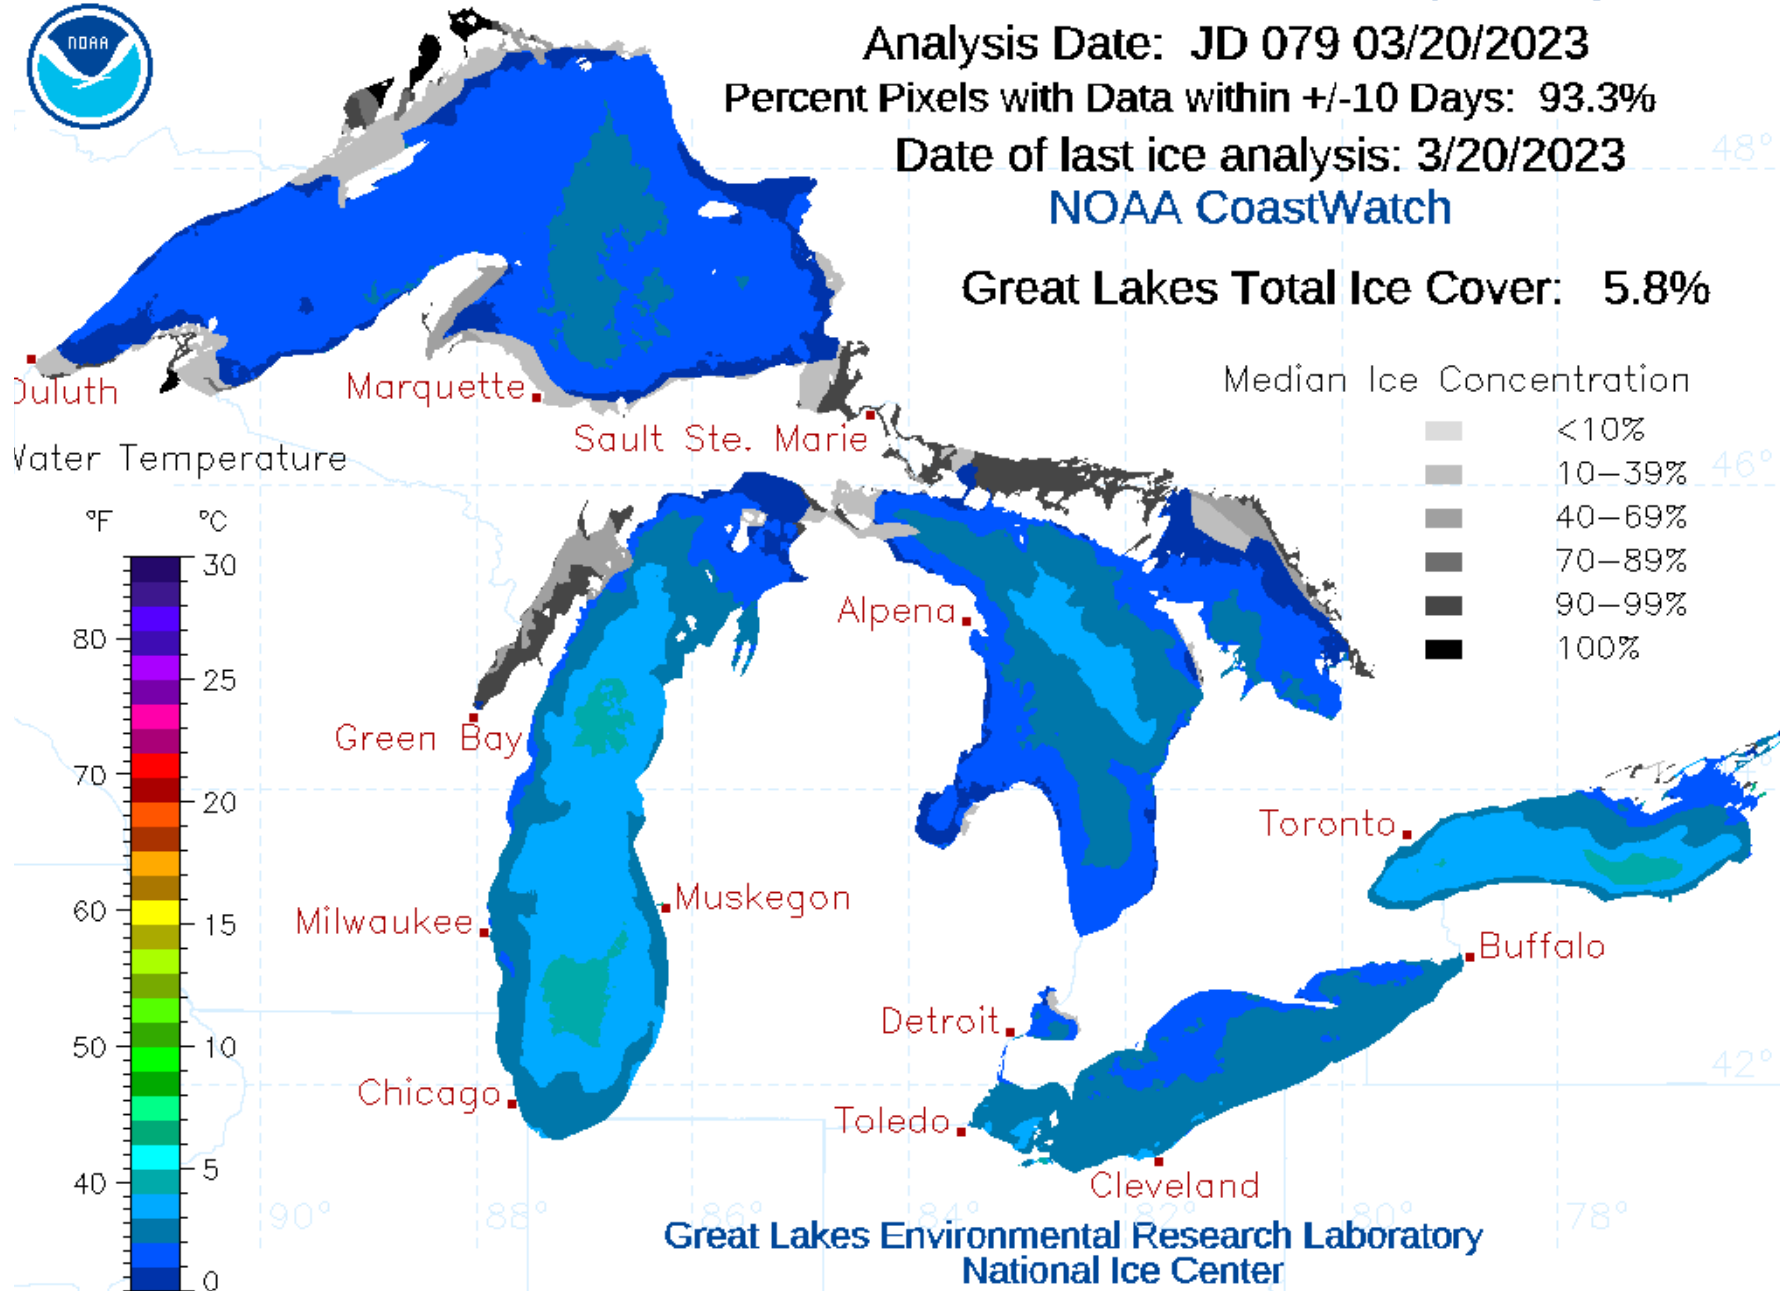 NOAA
Analysis Date: JD 079 03/20/2023
Percent Pixels with Data within +/-10 Days: 93.3%
Date of last ice analysis: 3/20/2023
NOAA CoastWatch
48°
Great Lakes Total Ice Cover: 5.8%
Duluth
Marquette
Sault Ste. Marie
Median Ice Concentration
<10%
10-39%
40-69%
70-89%
90-99%
100%
46°
Water Temperature
°F °C
30
80
25
70
20
60
15
50
10
40
5
0
Alpena
Green Bay
Toronto
Milwaukee
Muskegon
Buffalo
Detroit
42°
Chicago
Toledo
Cleveland
90° 88° 86° 84° 82° 80° 78°
Great Lakes Environmental Research Laboratory
National Ice Center